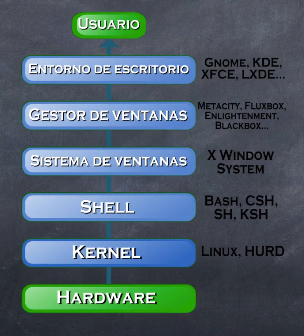 Usuario
Entorno de escritorio
Gnome, KDE,
XFCE, LXDE...
Gestor de ventanas
Metacity, Fluxbox,
Enlightenment,
Blackbox...
Sistema de ventanas
X Window
System
Shell
Bash, CSH,
SH, KSH
Kernel
Linux, HURD
Hardware